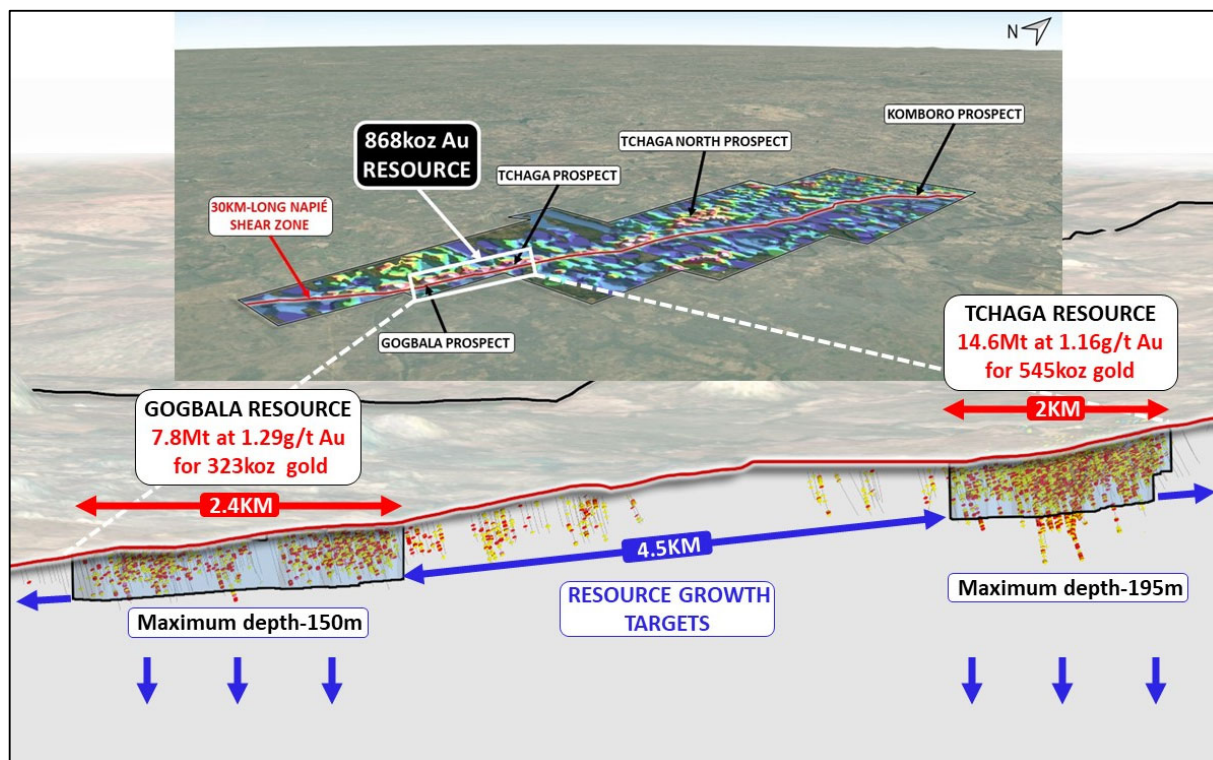 N
KOMBORO PROSPECT
868koz Au
RESOURCE
TCHAGA NORTH PROSPECT
TCHAGA PROSPECT
30KM-LONG NAPIÉ
SHEAR ZONE
GOGBALA PROSPECT
TCHAGA RESOURCE
14.6Mt at 1.16g/t Au
for 545koz gold
2KM
GOGBALA RESOURCE
7.8Mt at 1.29g/t Au
for 323koz gold
2.4KM
4.5KM
RESOURCE GROWTH
TARGETS
Maximum depth-195m
Maximum depth-150m